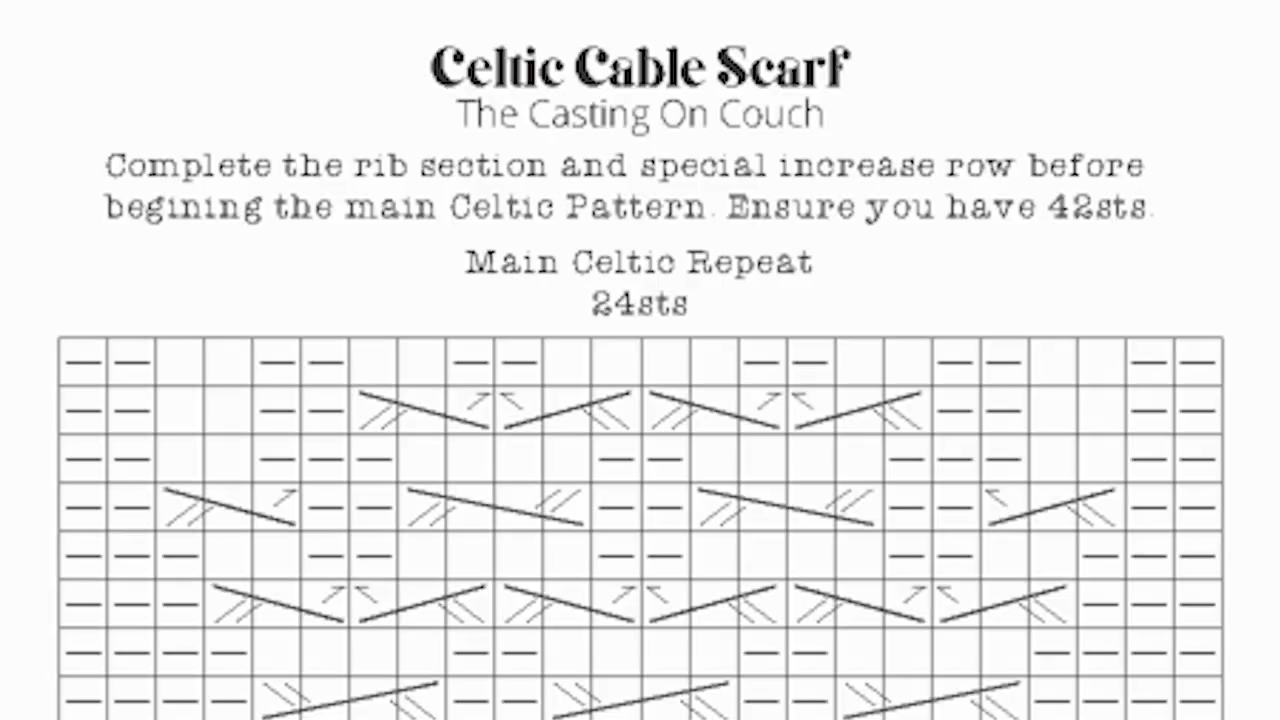 Celtic Cable Scarf
The Casting On Couch
Complete the rib section and special increase row before
begining the main Celtic Pattern. Ensure you have 42sts.
Main Celtic Repeat
24sts